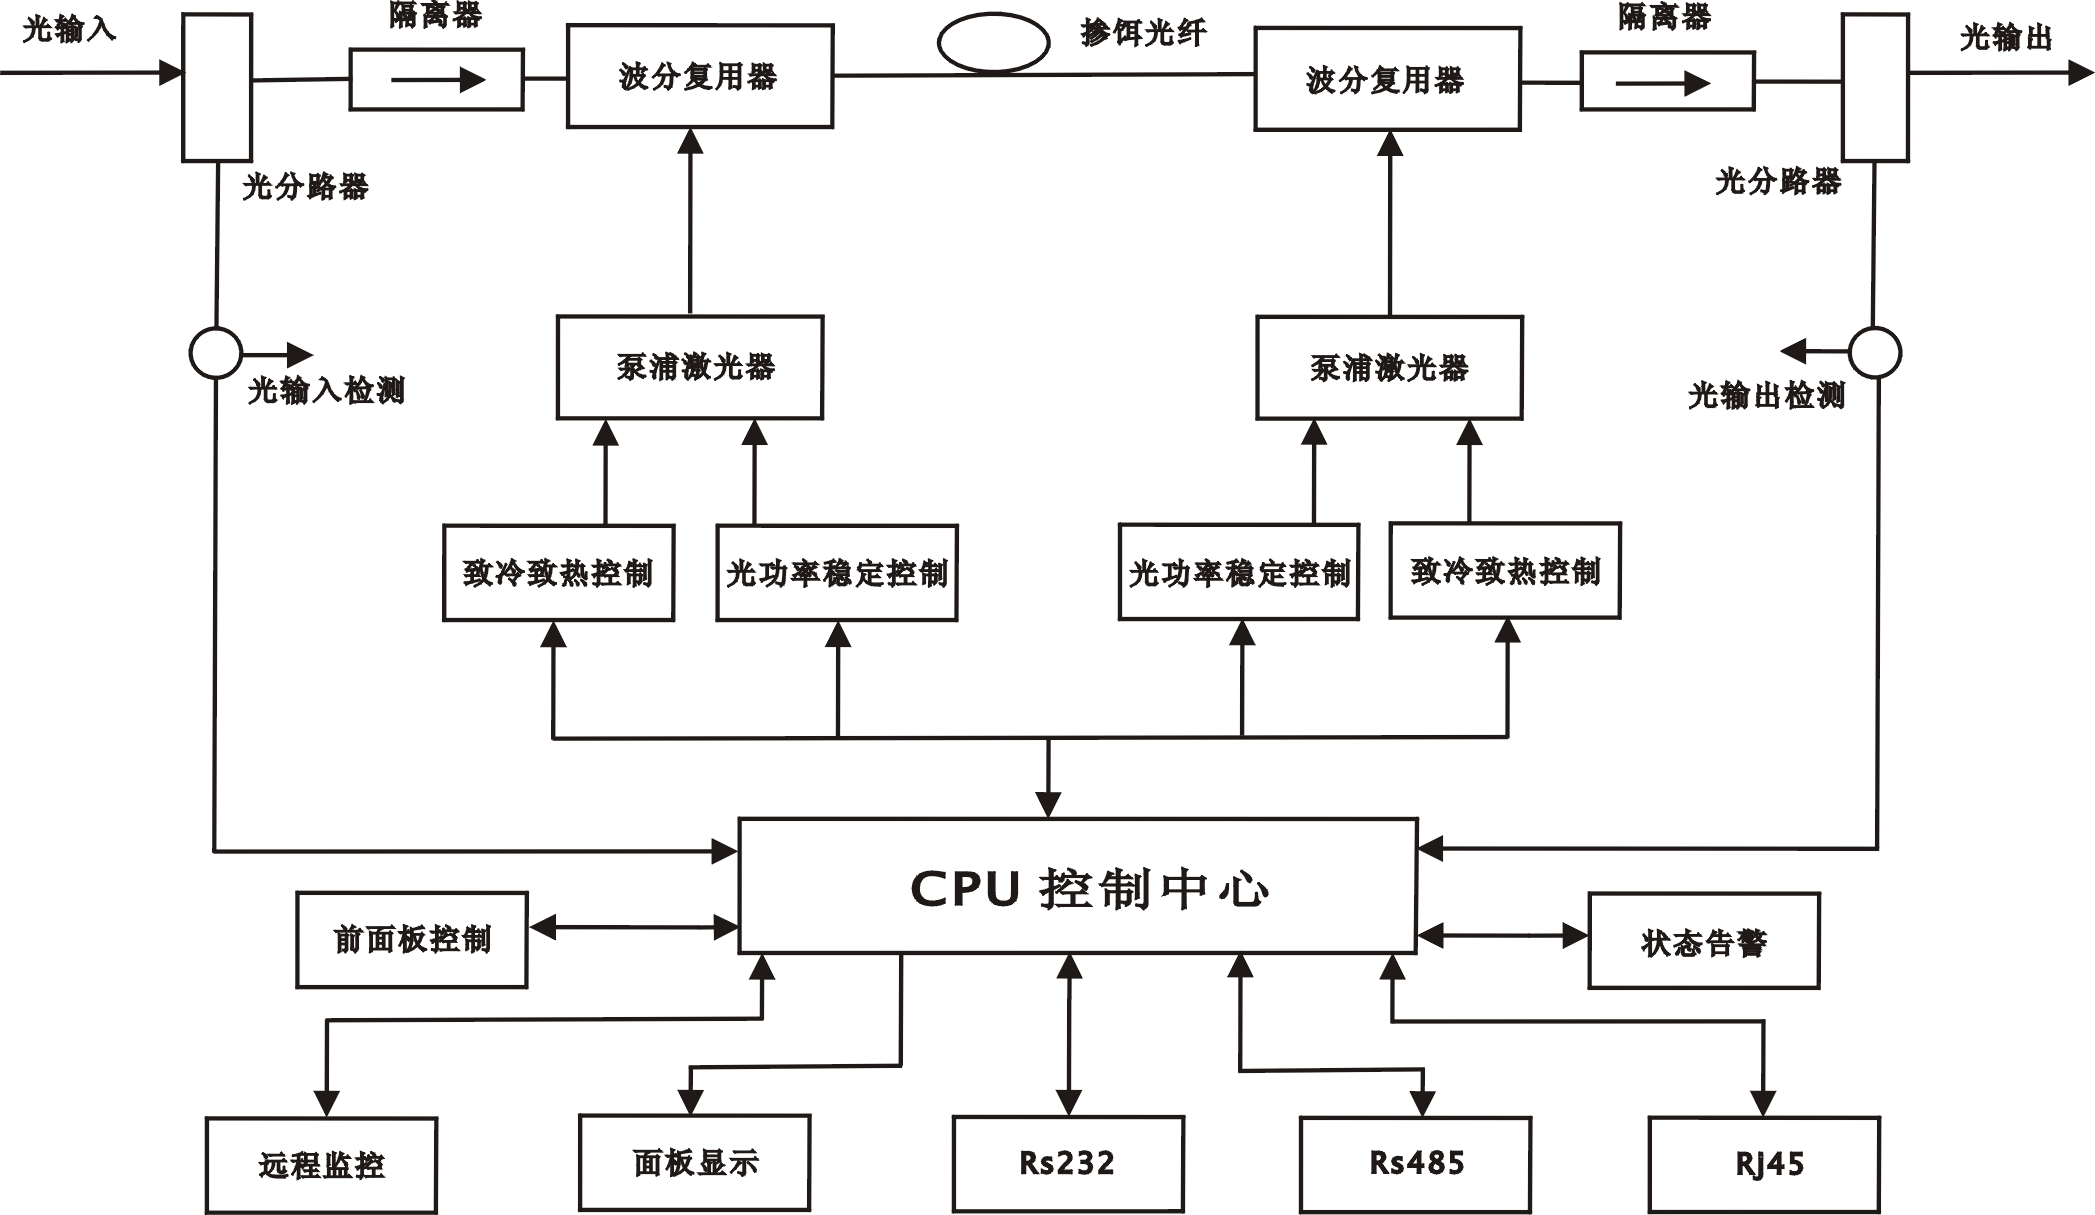 光输入
隔离器
掺饵光纤
隔离器
光输出
波分复用器
波分复用器
光分路器
光分路器
泵浦激光器
泵浦激光器
光输入检测
光输出检测
致冷致热控制
光功率稳定控制
光功率稳定控制
致冷致热控制
CPU 控制中心
前面板控制
状态告警
远程监控
面板显示
Rs232
Rs485
Rj45